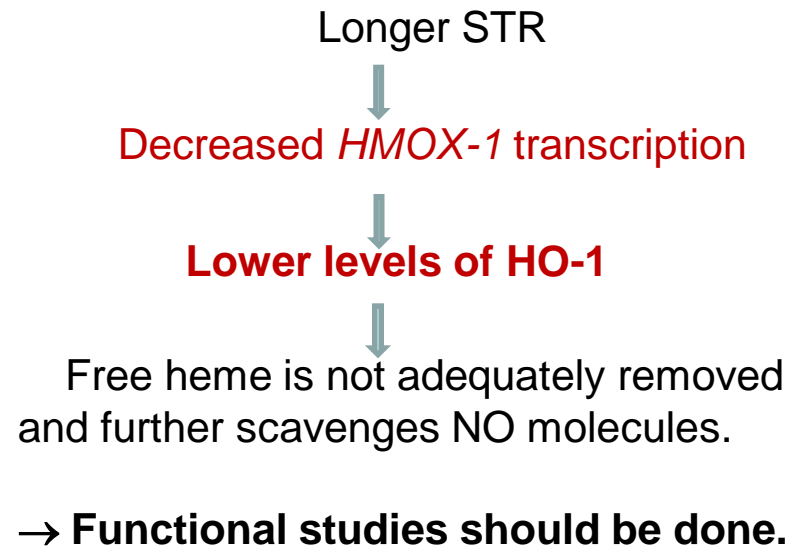 Longer STR
Decreased HMOX-1 transcription
Lower levels of HO-1
Free heme is not adequately removed
and further scavenges NO molecules.
→ Functional studies should be done.